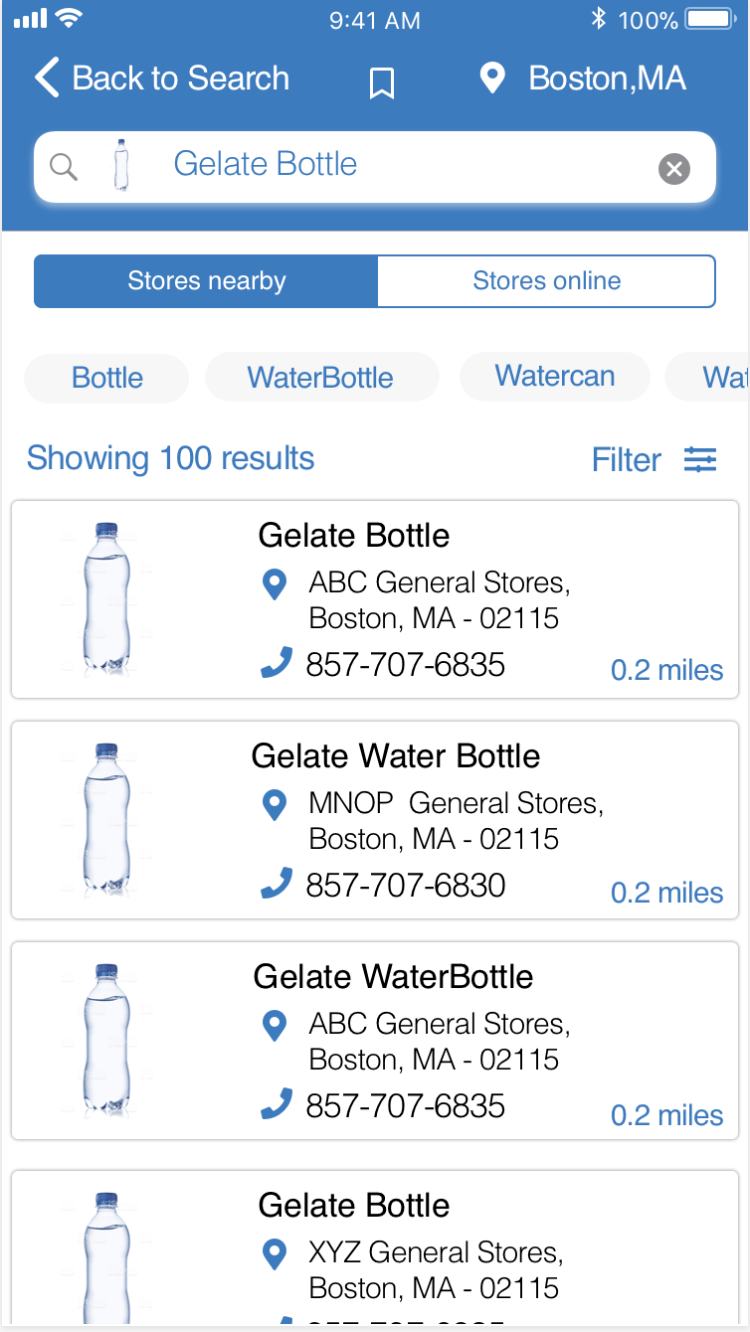 9:41 AM 100%
Back to Search Boston,MA
Gelate Bottle
Stores nearby Stores online
Bottle WaterBottle Watercan
Showing 100 results Filter
Gelate Bottle
ABC General Stores,
Boston, MA - 02115
857-707-6835 0.2 miles
Gelate Water Bottle
MNOP General Stores,
Boston, MA - 02115
857-707-6830 0.2 miles
Gelate WaterBottle
ABC General Stores,
Boston, MA - 02115
857-707-6835 0.2 miles
Gelate Bottle
XYZ General Stores,
Boston, MA - 02115